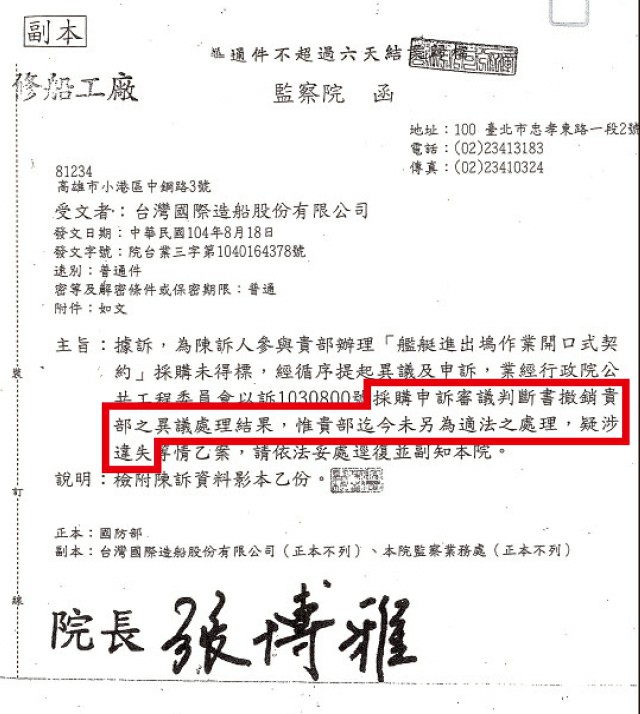 副本
普通件不超過六天結
修船工廠
監察院 函
地址：100 臺北市忠孝東路一段2號
電話：(02)23413183
傳真：(02)23410324
81234
高雄市小港區中鋼路3號
受文者：台灣國際造船股份有限公司
發文日期：中華民國104年8月18日
發文字號：院台業三字第1040164378號
速別：普通件
密等及解密條件或保密期限：普通
附件：如文
主旨：據訴，為陳訴人參與貴部辦理「艦艇進出塢作業開口式契
約」採購未得標，經循序提起異議及申訴，業經行政院公
共工程委員會以訴1030800號採購申訴審議判斷書撤銷貴
部之異議處理結果，惟貴部迄今未另為適法之處理，疑涉
違失等情乙案，請依法妥處逕復並副知本院。
說明：檢附陳訴資料影本乙份。
裝
訂
線
正本：國防部
副本：台灣國際造船股份有限公司（正本不列）、本院監察業務處（正本不列）
院長 張博雅